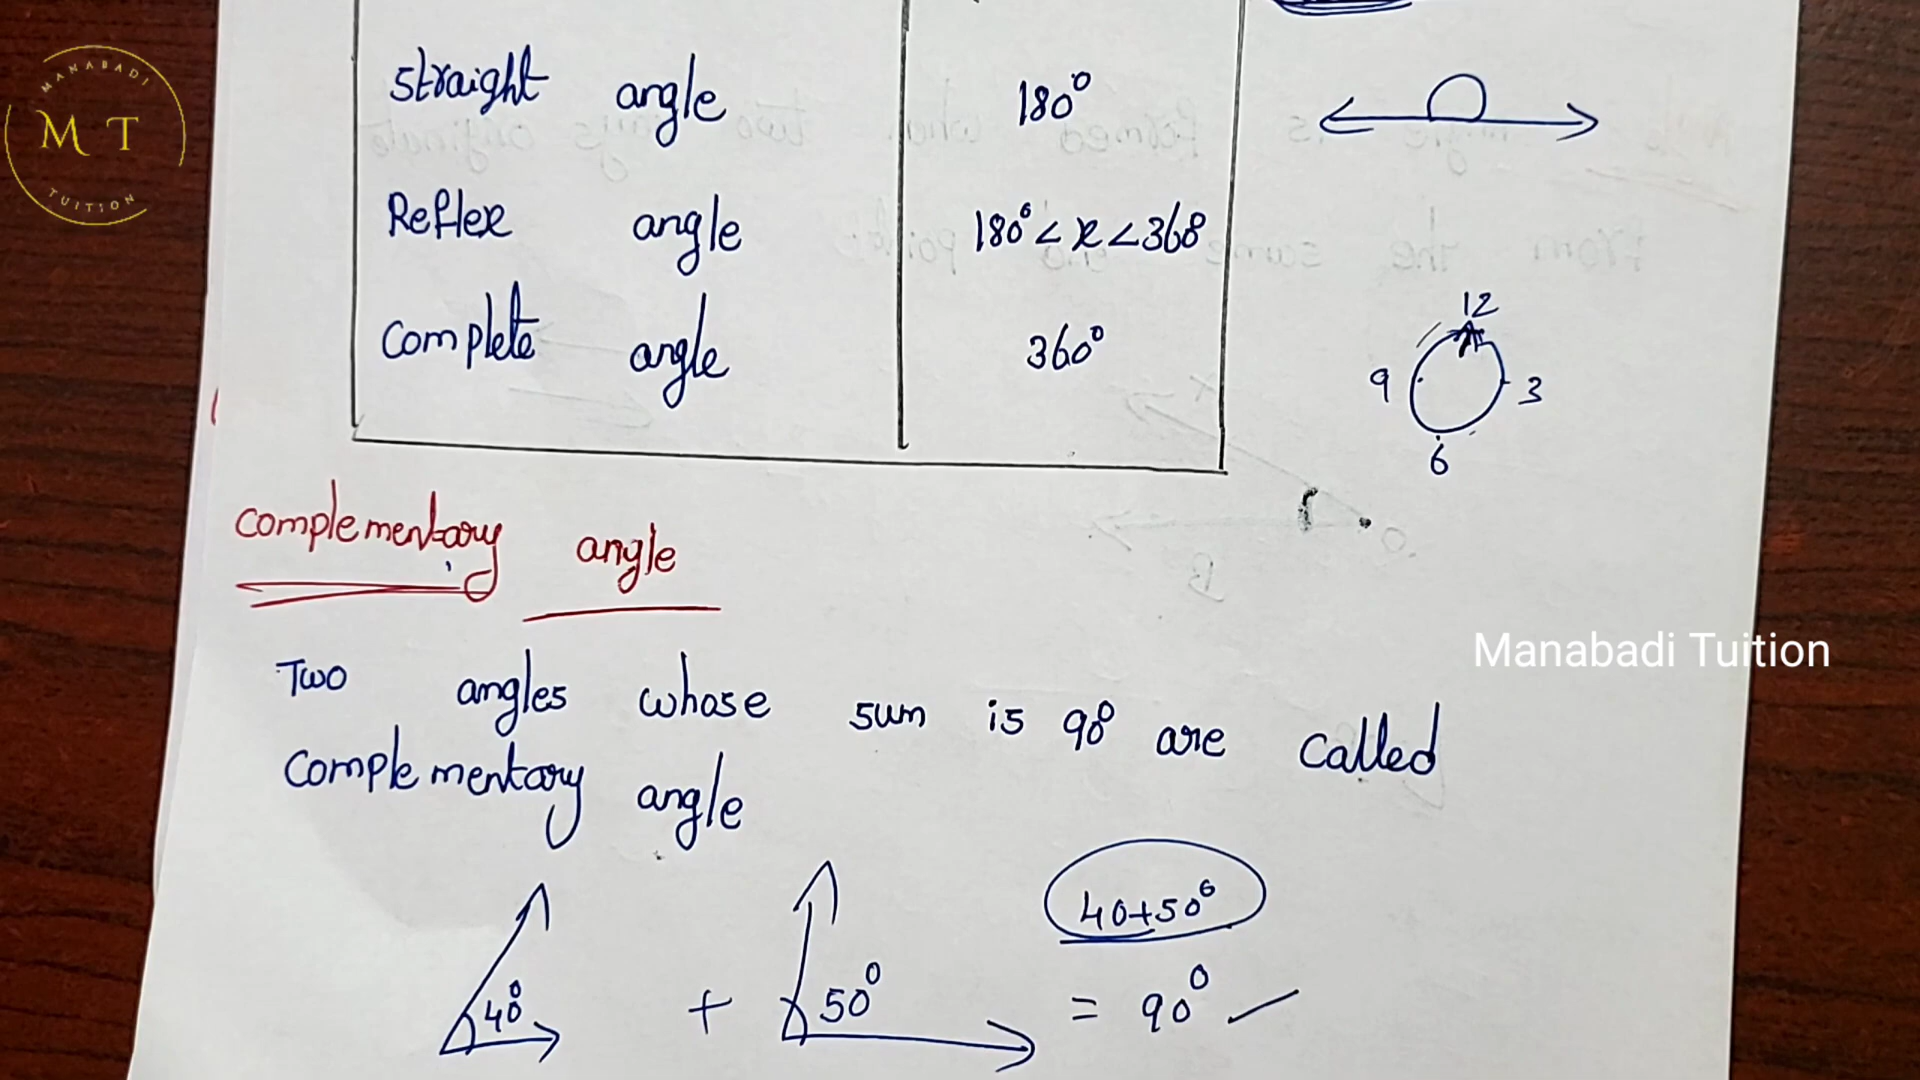 MANABADI
M T
TUITION
straight angle 180°
Reflex angle 180° < x < 360
complete angle 360°
12
9 3
6
complementary angle
Manabadi Tuition
Two angles whose sum is 90° are called
complementary angle
40+50°
40° + 50° = 90°